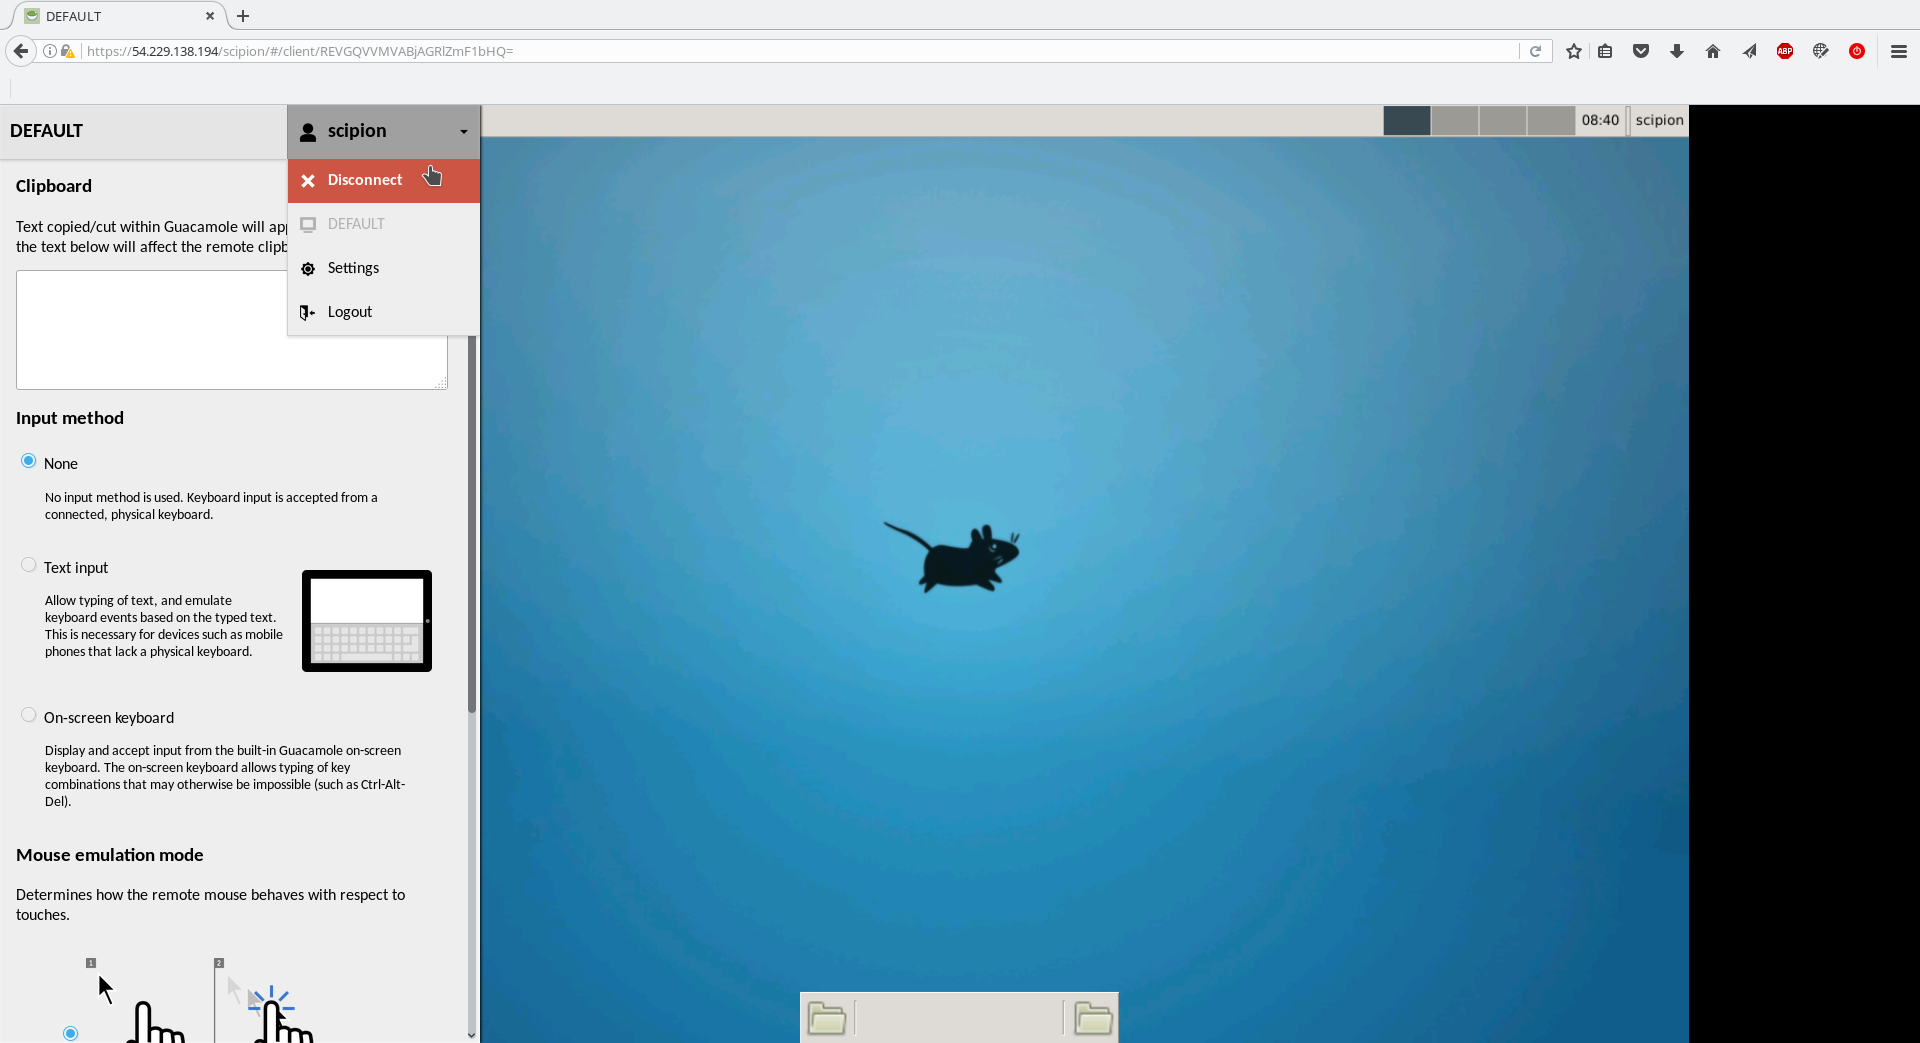 DEFAULT
https://54.229.138.194/scipion/#/client/REVGQVVMVABjAGRlZmF1bHQ=
ABP
DEFAULT
scipion
08:40
scipion
Disconnect
DEFAULT
Settings
Logout
Clipboard
Text copied/cut within Guacamole will
the text below will affect the remote
Input method
None
No input method is used. Keyboard input is accepted from a
connected, physical keyboard.
Text input
Allow typing of text, and emulate
keyboard events based on the typed text.
This is necessary for devices such as mobile
phones that lack a physical keyboard.
On-screen keyboard
Display and accept input from the built-in Guacamole on-screen
keyboard. The on-screen keyboard allows typing of key
combinations that may otherwise be impossible (such as Ctrl-Alt-
Del).
Mouse emulation mode
Determines how the remote mouse behaves with respect to
touches.
1
2